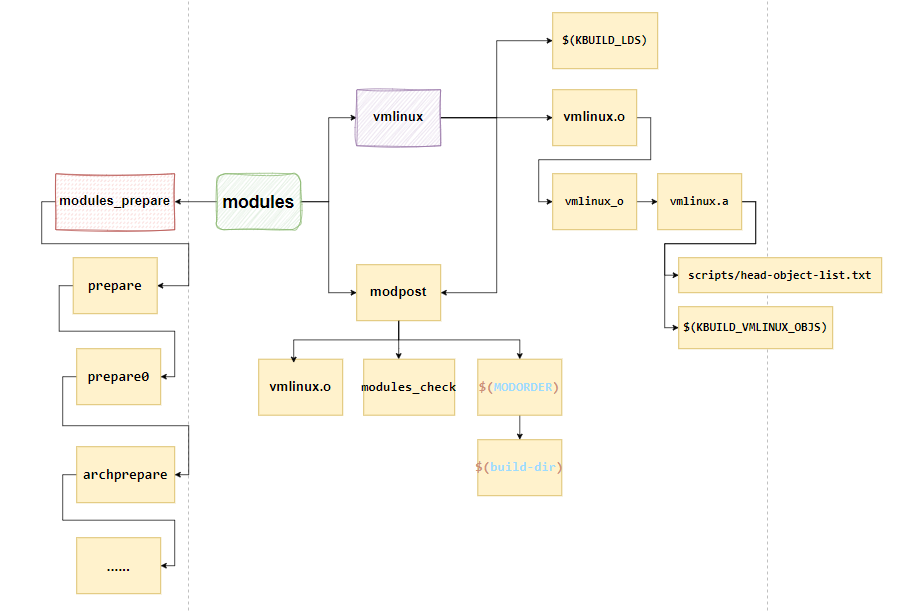 $(KBUILD_LDS)
vmlinux
vmlinux.o
modules_prepare
modules
vmlinux_o
vmlinux.a
prepare
modpost
scripts/head-object-list.txt
$(KBUILD_VMLINUX_OBJS)
prepare0
vmlinux.o
modules_check
$(MODORDER)
archprepare
$(build-dir)
......